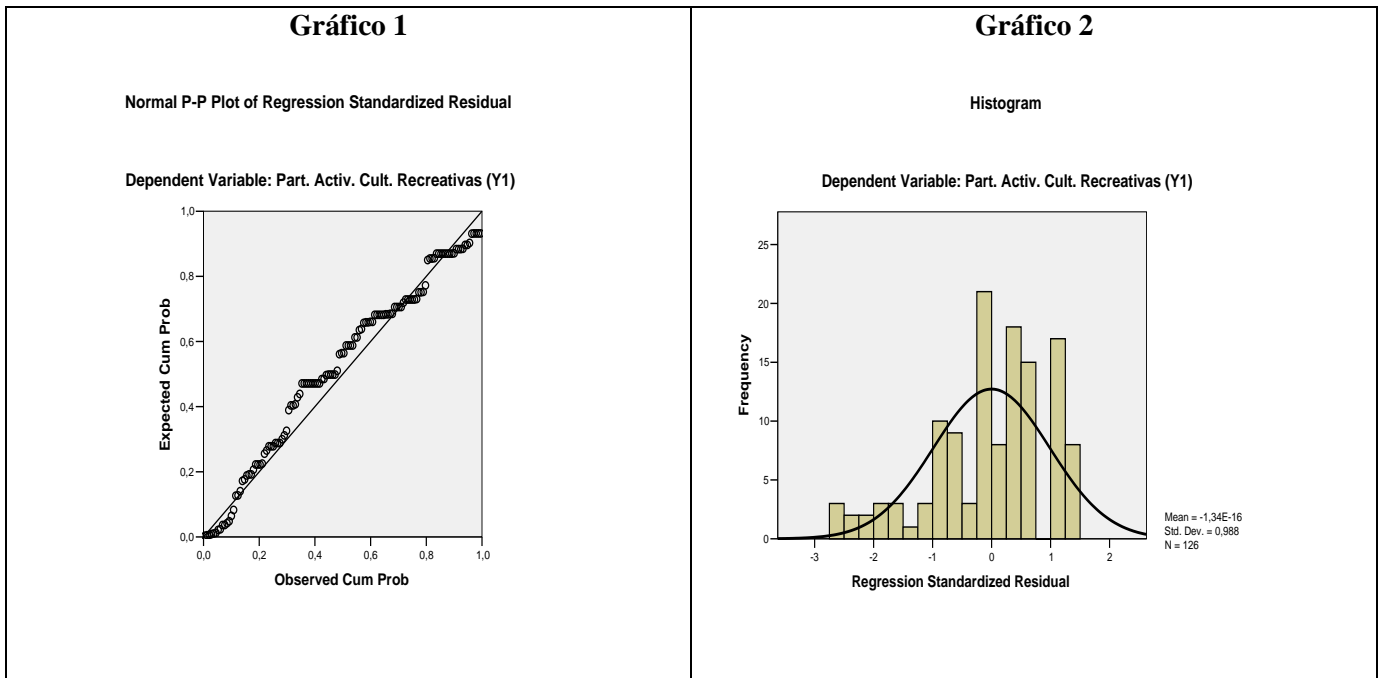 Gráfico 1
Normal P-P Plot of Regression Standardized Residual
Dependent Variable: Part. Activ. Cult. Recreativas (Y1)
1,0
0,8
0,6
0,4
0,2
0,0
Expected Cum Prob
0,0 0,2 0,4 0,6 0,8 1,0
Observed Cum Prob
Gráfico 2
Histogram
Dependent Variable: Part. Activ. Cult. Recreativas (Y1)
25
20
15
10
5
0
Frequency
-3 -2 -1 0 1 2
Regression Standardized Residual
Mean = -1,34E-16
Std. Dev. = 0,988
N = 126